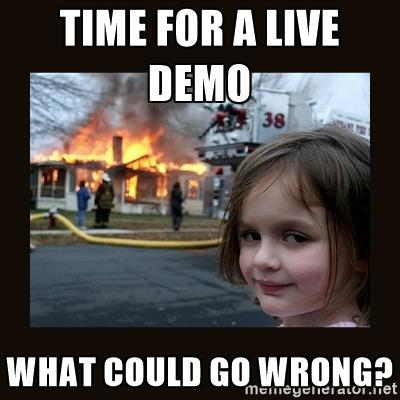 TIME FOR A LIVE
DEMO
38
WHAT COULD GO WRONG?
memegenerator.net